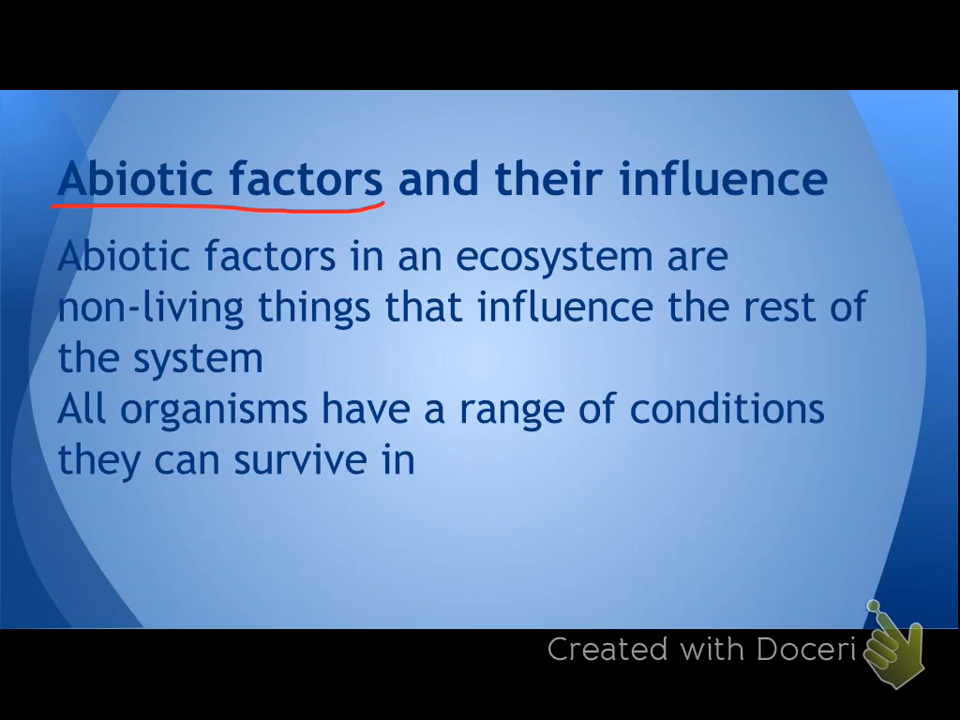 Abiotic factors and their influence
Abiotic factors in an ecosystem are
non-living things that influence the rest of
the system
All organisms have a range of conditions
they can survive in
Created with Doceri